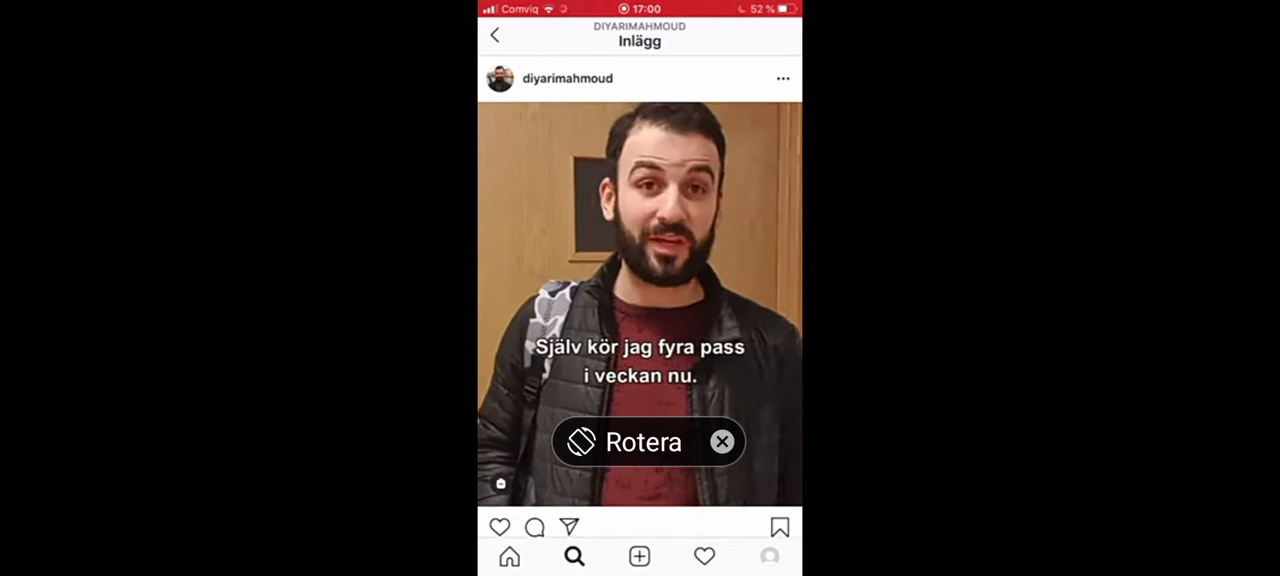 Comviq 17:00 52 %
DIYARIMAHMOUD
Inlägg
diyarimahmoud
Själv kör jag fyra pass
i veckan nu.
Rotera